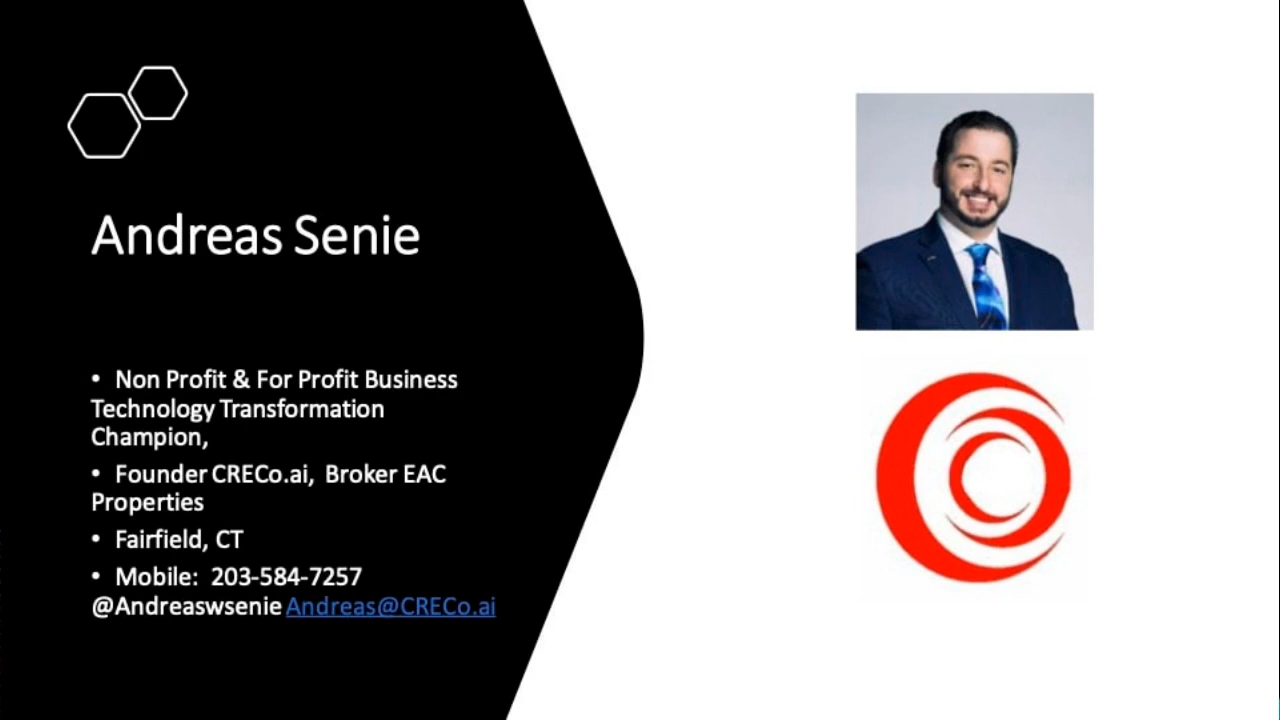 Andreas Senie
• Non Profit & For Profit Business
Technology Transformation
Champion,
• Founder CRECo.ai, Broker EAC
Properties
• Fairfield, CT
• Mobile: 203-584-7257
@Andreaswsenie Andreas@CRECo.ai